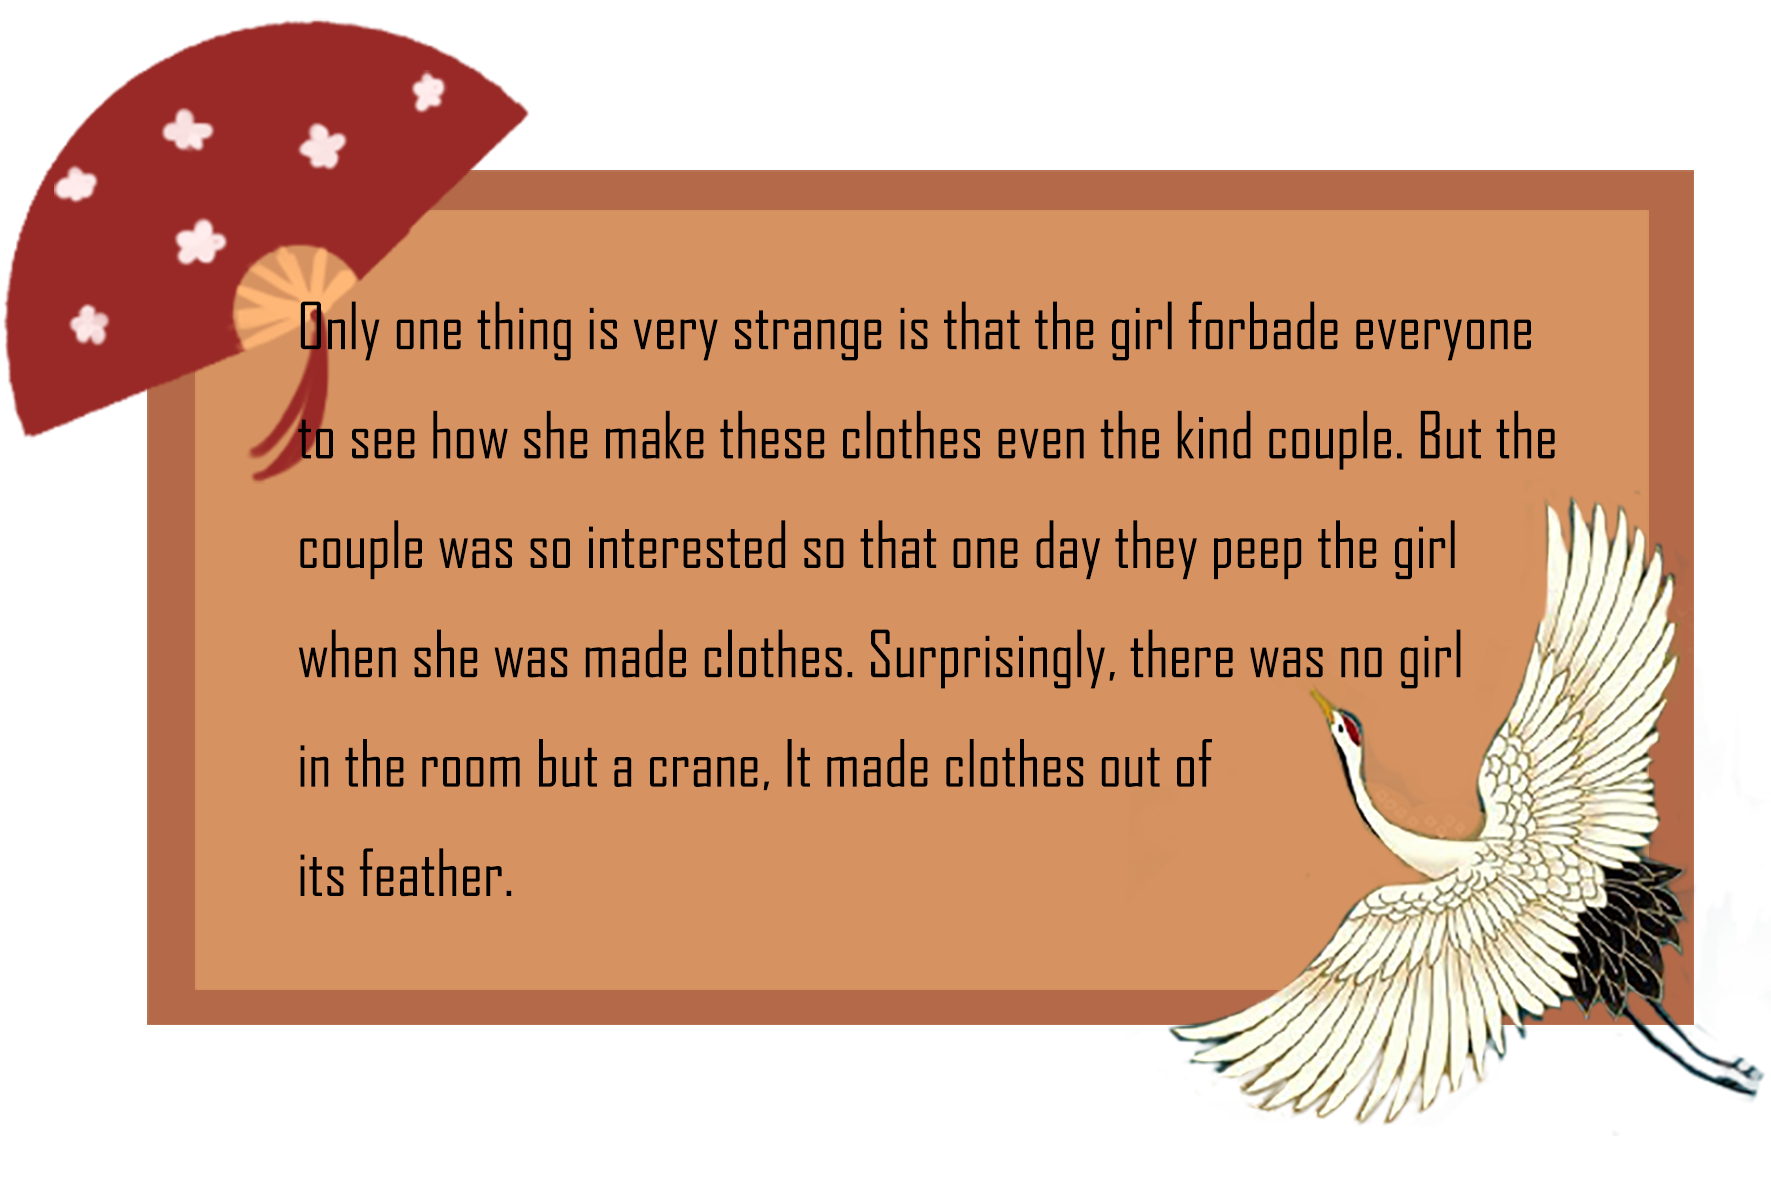 Only one thing is very strange is that the girl forbade everyone
to see how she make these clothes even the kind couple. But the
couple was so interested so that one day they peep the girl
when she was made clothes. Surprisingly, there was no girl
in the room but a crane, It made clothes out of
its feather.